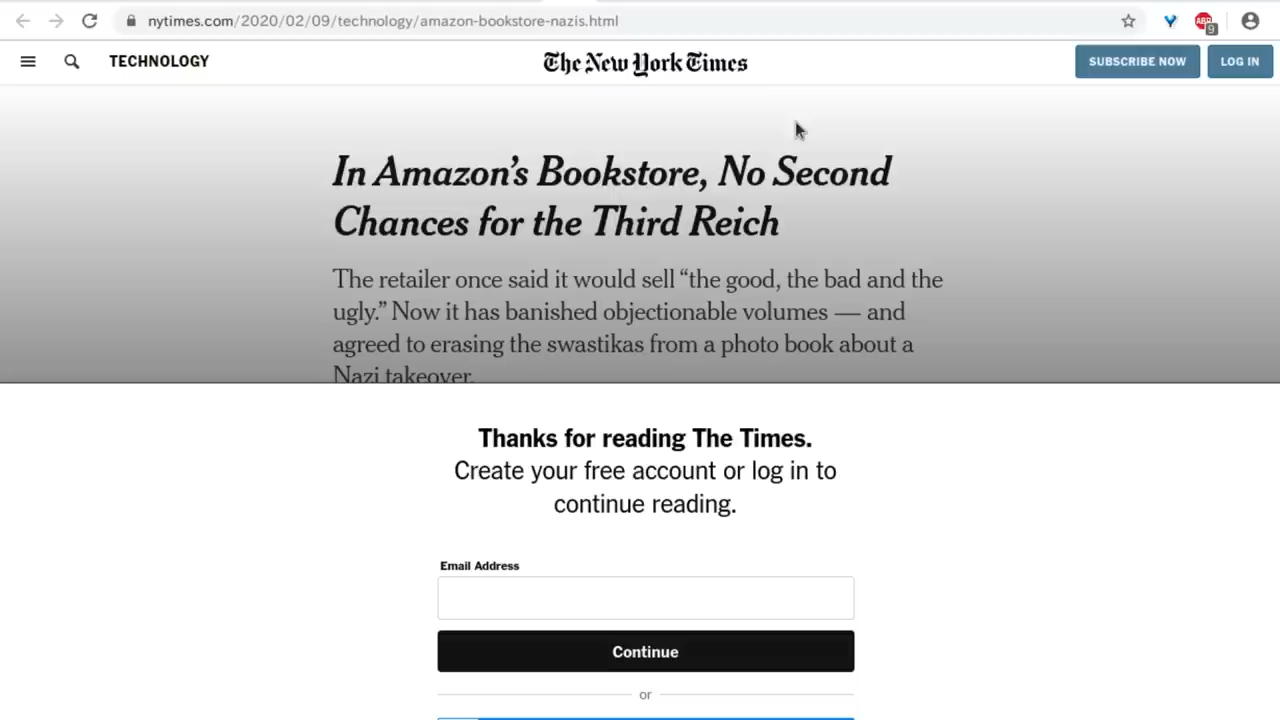 nytimes.com/2020/02/09/technology/amazon-bookstore-nazis.html
ABP
9
TECHNOLOGY
The New York Times
SUBSCRIBE NOW
LOG IN
In Amazon's Bookstore, No Second
Chances for the Third Reich
The retailer once said it would sell “the good, the bad and the
ugly.” Now it has banished objectionable volumes — and
agreed to erasing the swastikas from a photo book about a
Nazi takeover.
Thanks for reading The Times.
Create your free account or log in to
continue reading.
Email Address
Continue
or